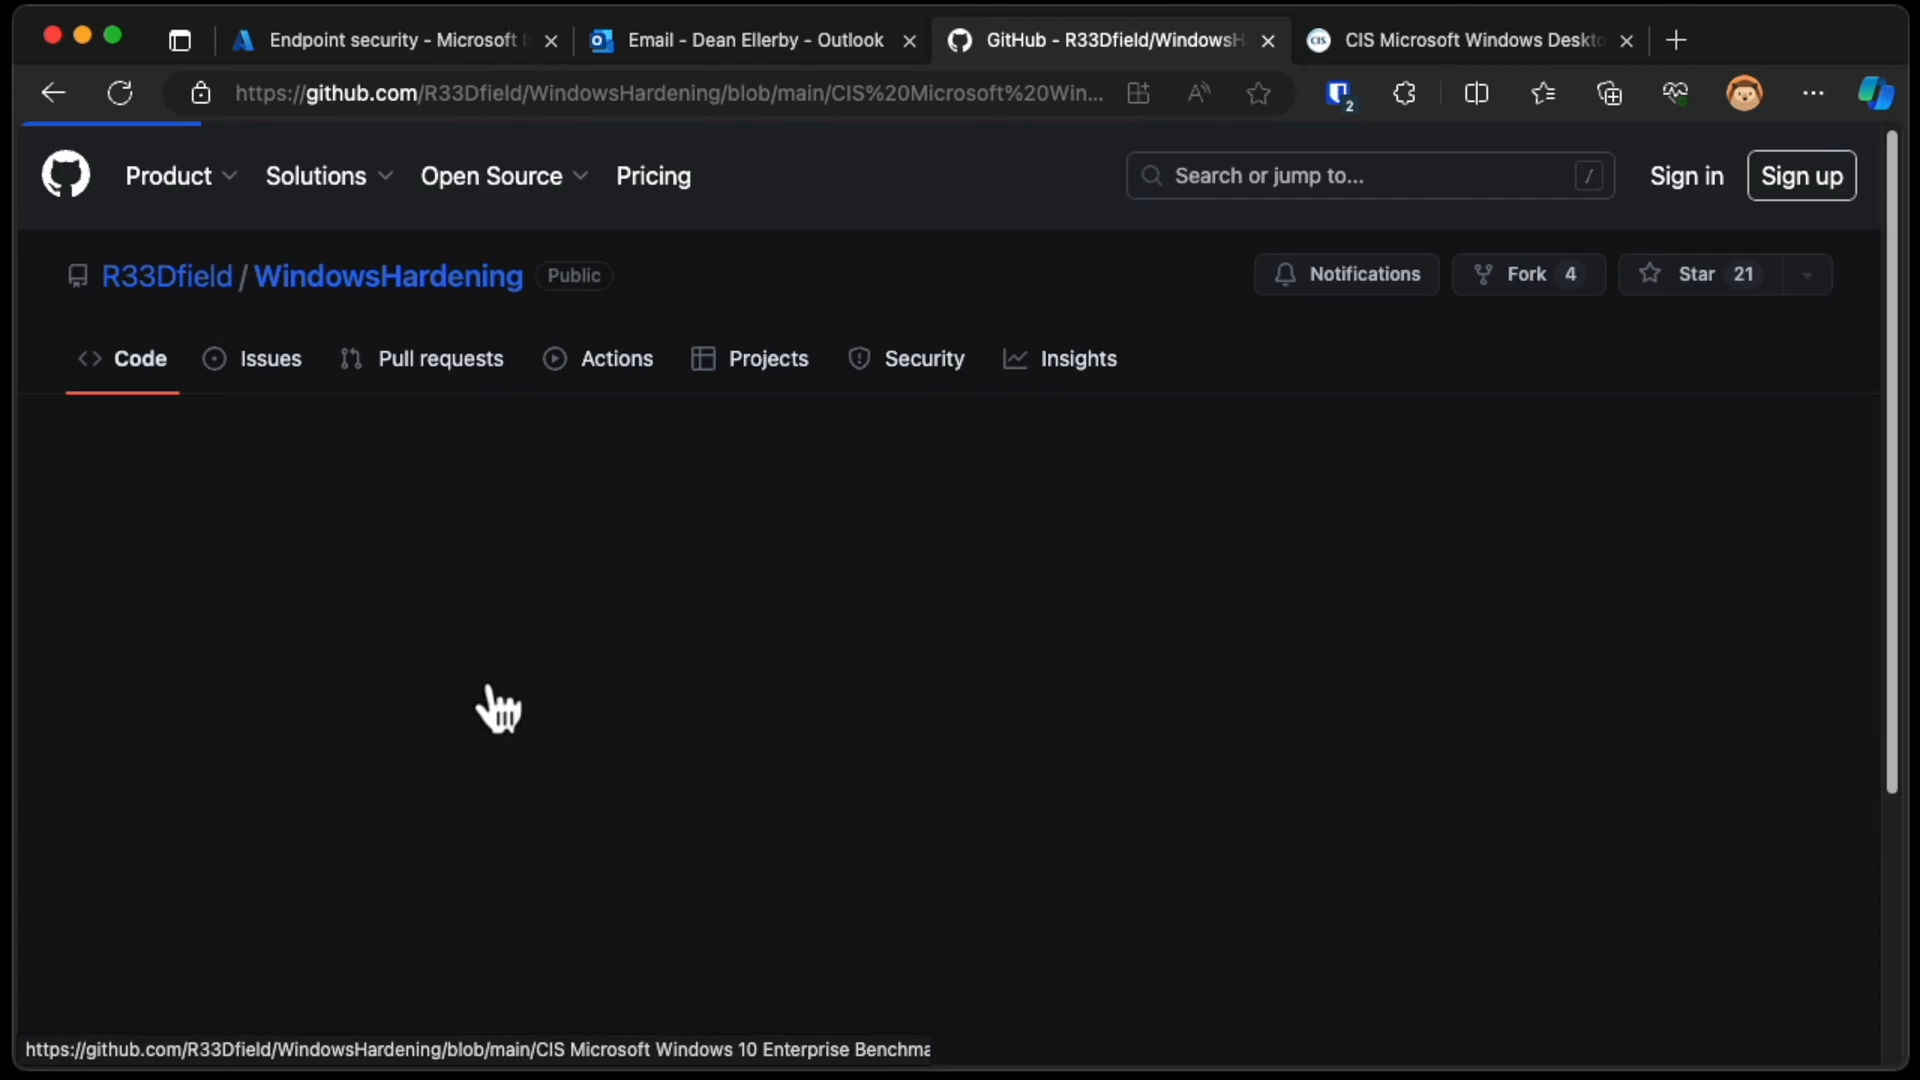 Endpoint security - Microsoft
Email - Dean Ellerby - Outlook
GitHub - R33Dfield/WindowsH
CIS
CIS Microsoft Windows Deskto
https://github.com/R33Dfield/WindowsHardening/blob/main/CIS%20Microsoft%20Win...
2
Product
Solutions
Open Source
Pricing
Search or jump to...
/
Sign in
Sign up
R33Dfield / WindowsHardening
Public
Notifications
Fork 4
Star 21
Code
Issues
Pull requests
Actions
Projects
Security
Insights
https://github.com/R33Dfield/WindowsHardening/blob/main/CIS Microsoft Windows 10 Enterprise Benchma